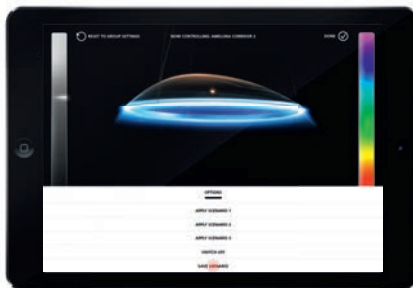 RESET TO GROUP SETTINGS
NOW CONTROLLING: AMELUNA CORRIDOR 2
DONE
OPTIONS
APPLY SCENARIO 1
APPLY SCENARIO 2
APPLY SCENARIO 3
SWITCH OFF
SAVE SCENARIO